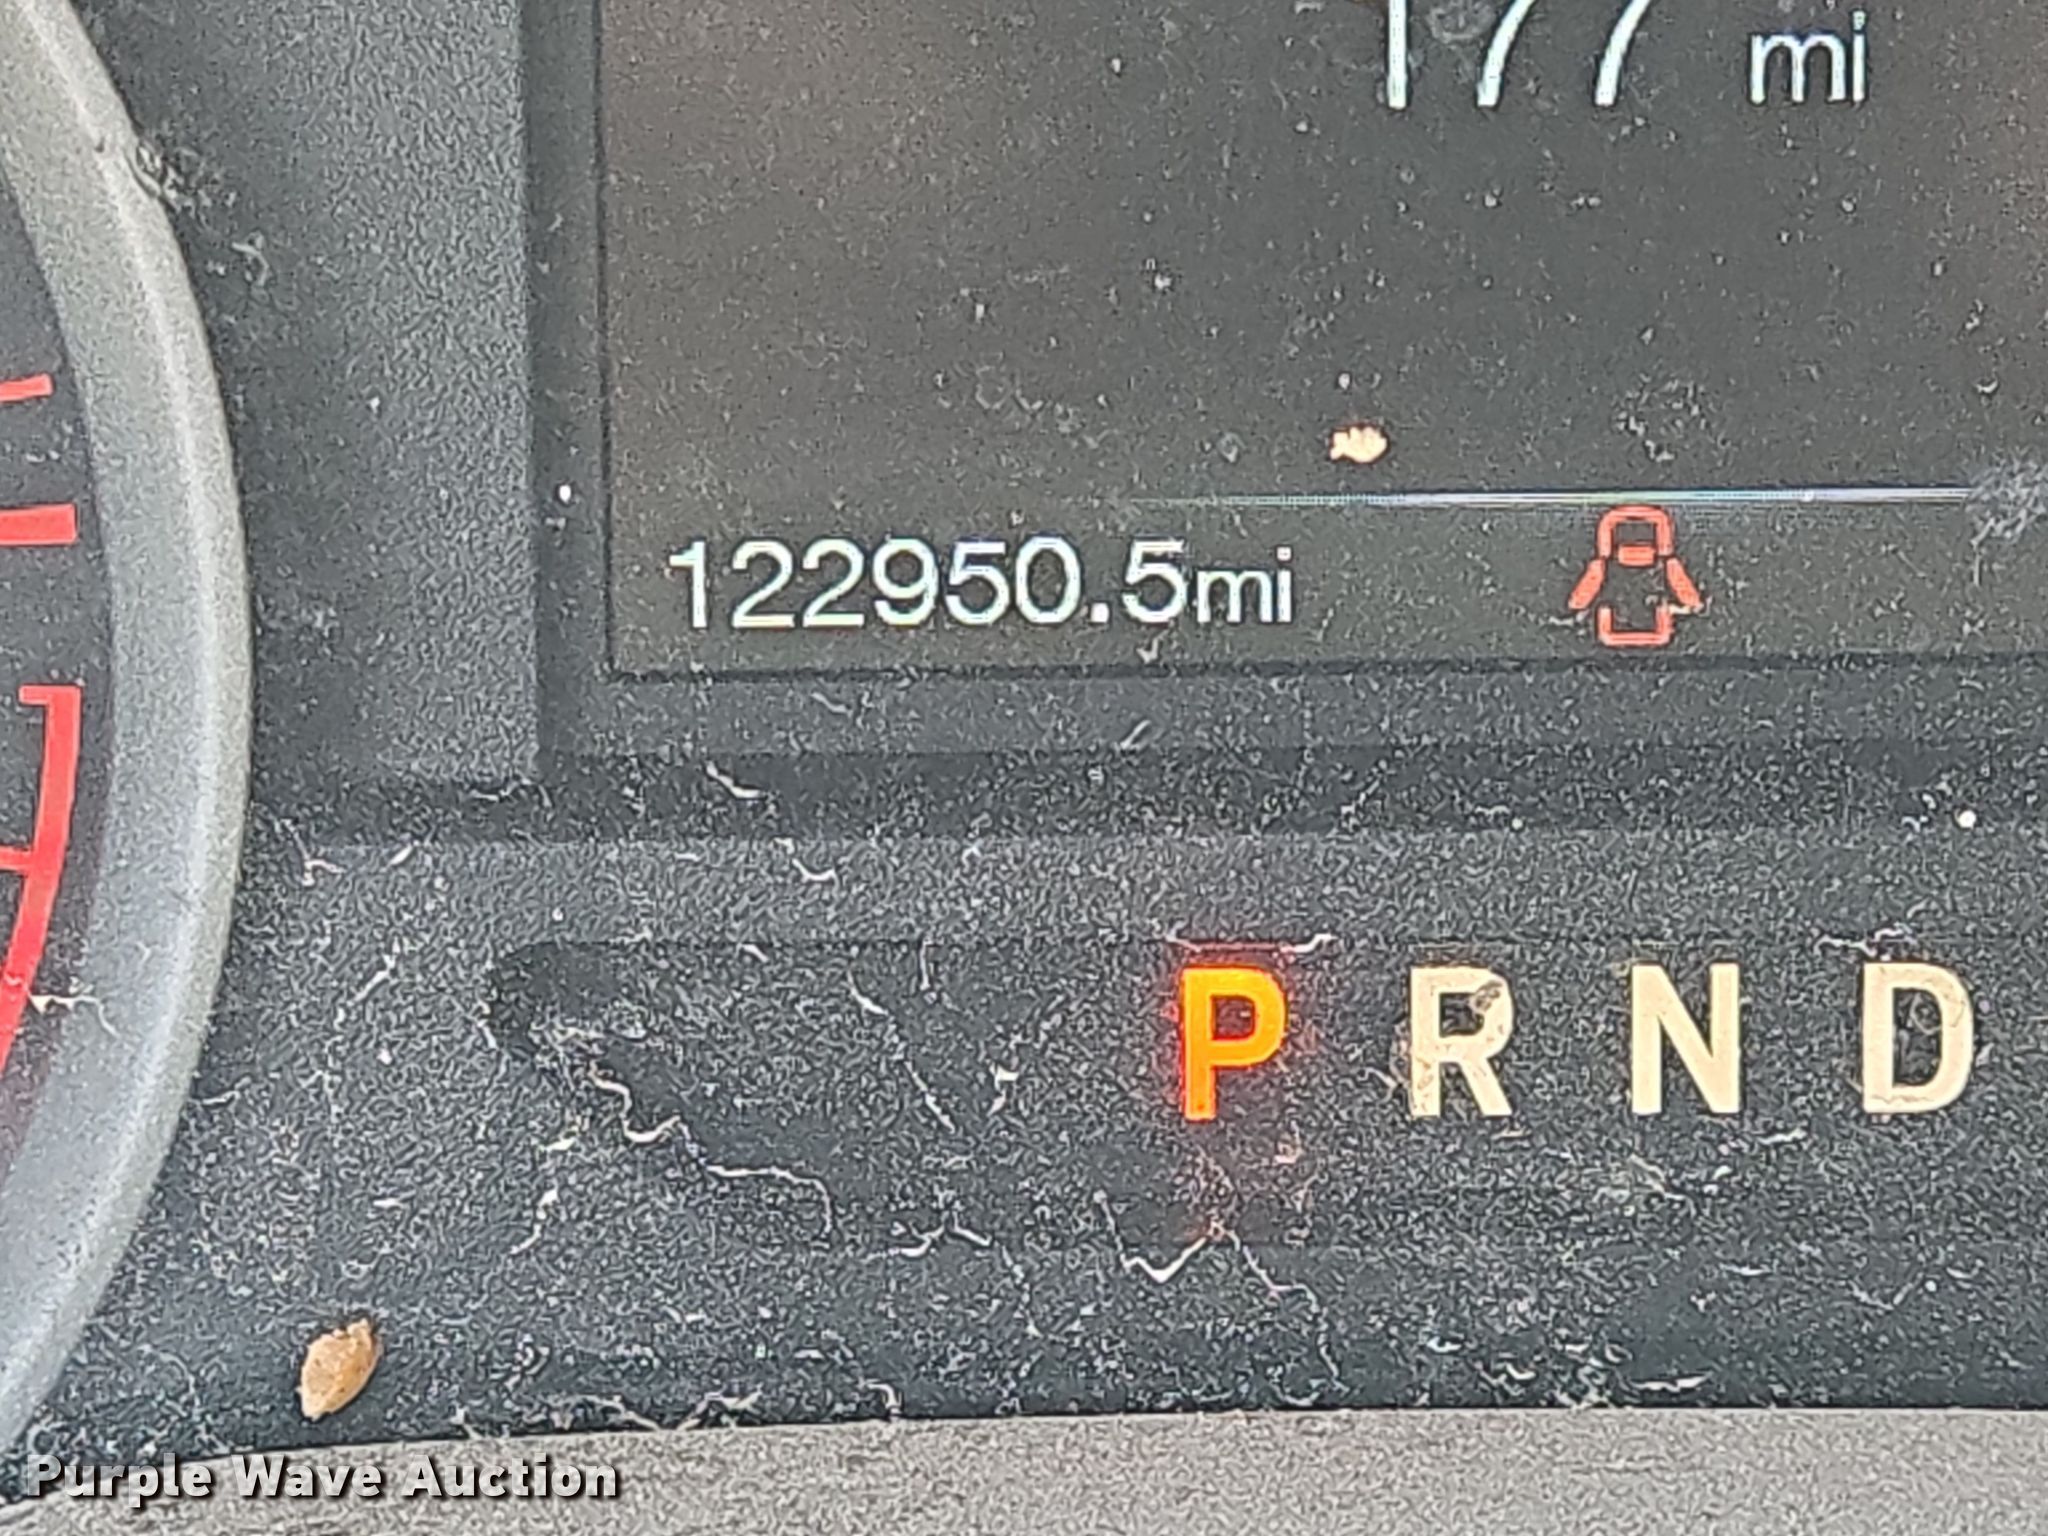 177 mi
122950.5mi
P R N D
Purple Wave Auction